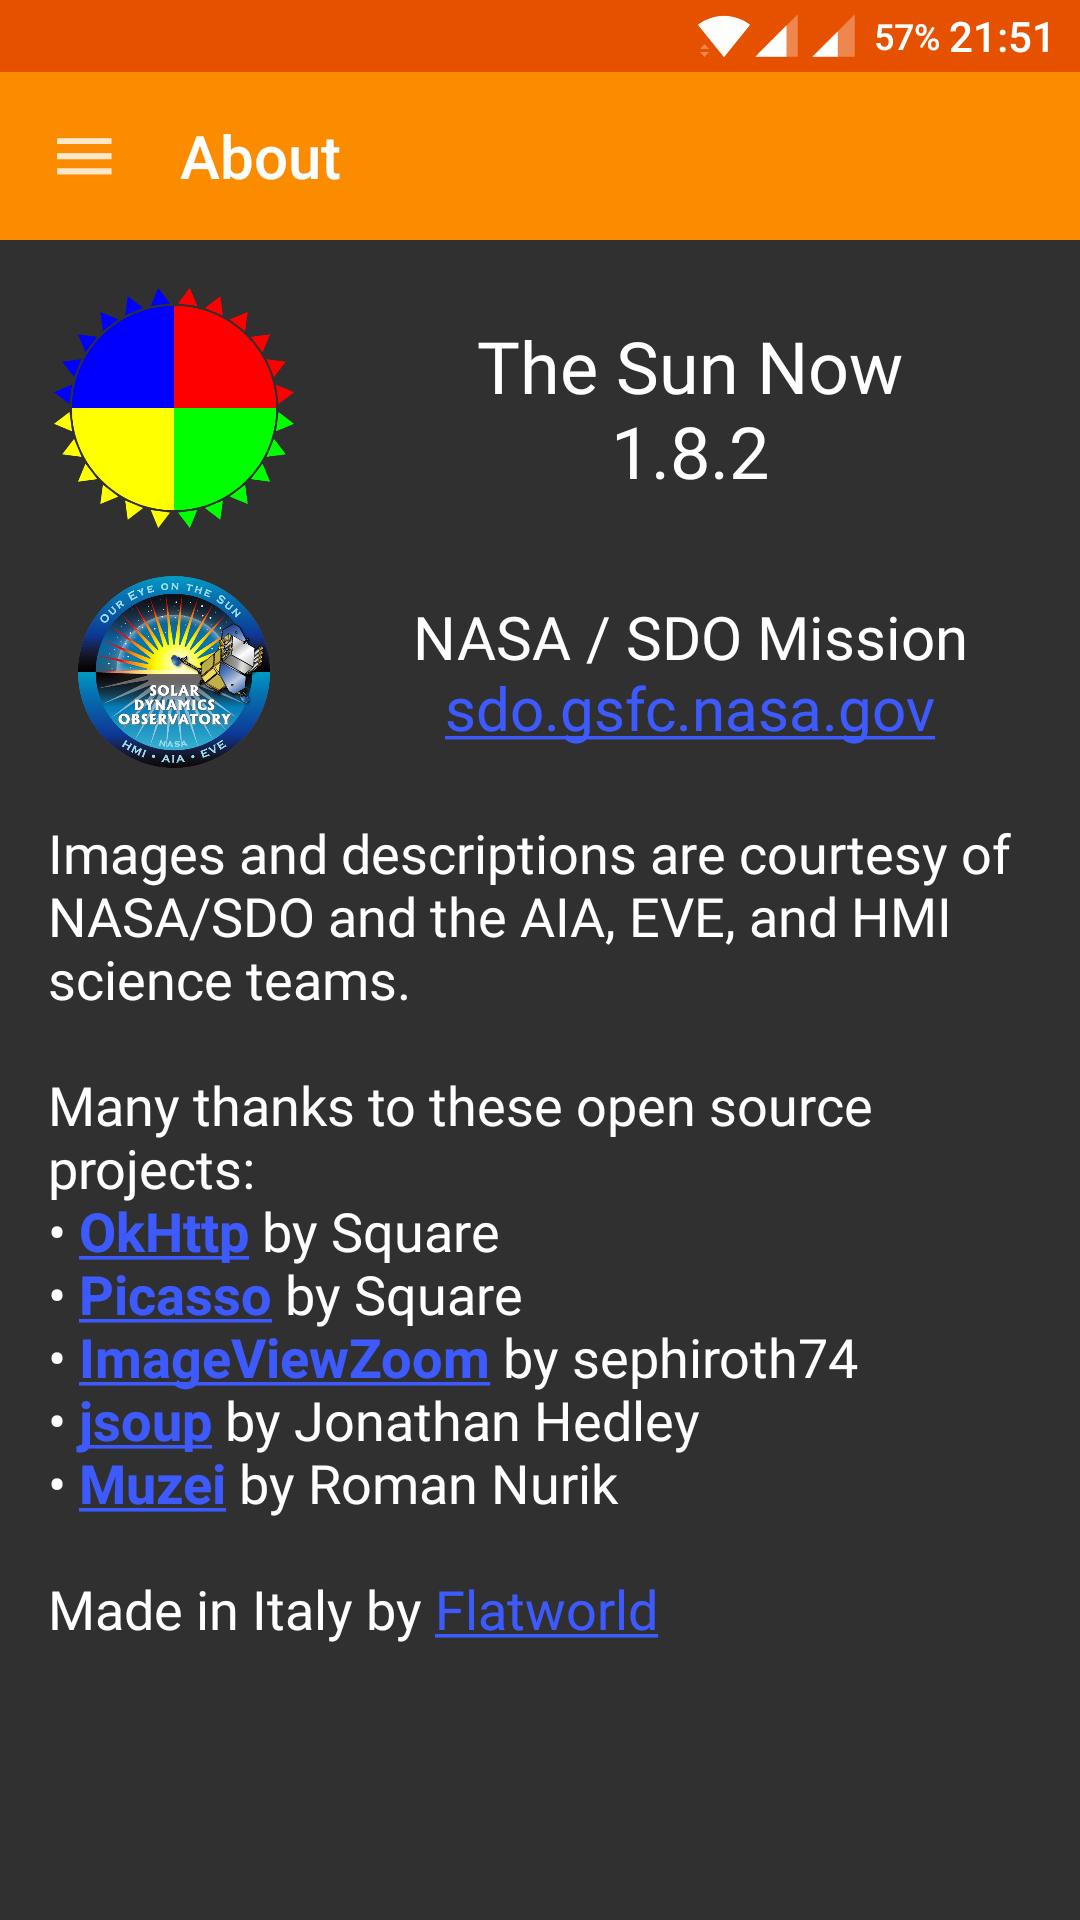 57% 21:51
About
The Sun Now
1.8.2
OUR EYE ON THE SUN
SOLAR
DYNAMICS
OBSERVATORY
NASA
HMI • AIA • EVE
NASA / SDO Mission
sdo.gsfc.nasa.gov
Images and descriptions are courtesy of
NASA/SDO and the AIA, EVE, and HMI
science teams.
Many thanks to these open source
projects:
• OkHttp by Square
• Picasso by Square
• ImageViewZoom by sephiroth74
• jsoup by Jonathan Hedley
• Muzei by Roman Nurik
Made in Italy by Flatworld